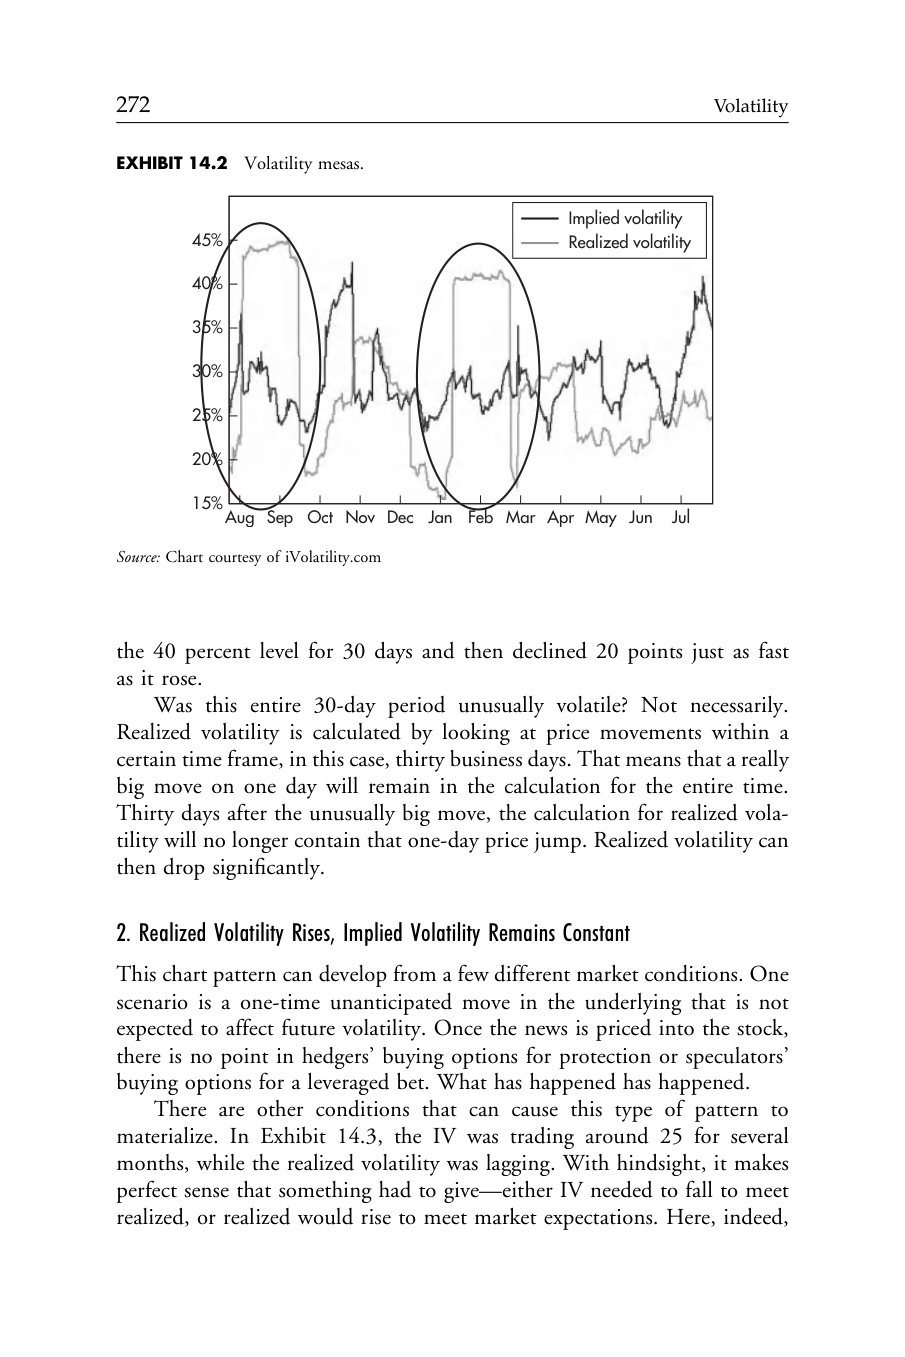 272
Volatility
EXHIBIT 14.2 Volatility mesas.
Implied volatility
Realized volatility
45%
40%
35%
30%
25%
20%
15%
Aug Sep Oct Nov Dec Jan Feb Mar Apr May Jun Jul
Source: Chart courtesy of iVolatility.com
the 40 percent level for 30 days and then declined 20 points just as fast
as it rose.
Was this entire 30-day period unusually volatile? Not necessarily.
Realized volatility is calculated by looking at price movements within a
certain time frame, in this case, thirty business days. That means that a really
big move on one day will remain in the calculation for the entire time.
Thirty days after the unusually big move, the calculation for realized vola-
tility will no longer contain that one-day price jump. Realized volatility can
then drop significantly.
2. Realized Volatility Rises, Implied Volatility Remains Constant
This chart pattern can develop from a few different market conditions. One
scenario is a one-time unanticipated move in the underlying that is not
expected to affect future volatility. Once the news is priced into the stock,
there is no point in hedgers’ buying options for protection or speculators’
buying options for a leveraged bet. What has happened has happened.
There are other conditions that can cause this type of pattern to
materialize. In Exhibit 14.3, the IV was trading around 25 for several
months, while the realized volatility was lagging. With hindsight, it makes
perfect sense that something had to give—either IV needed to fall to meet
realized, or realized would rise to meet market expectations. Here, indeed,